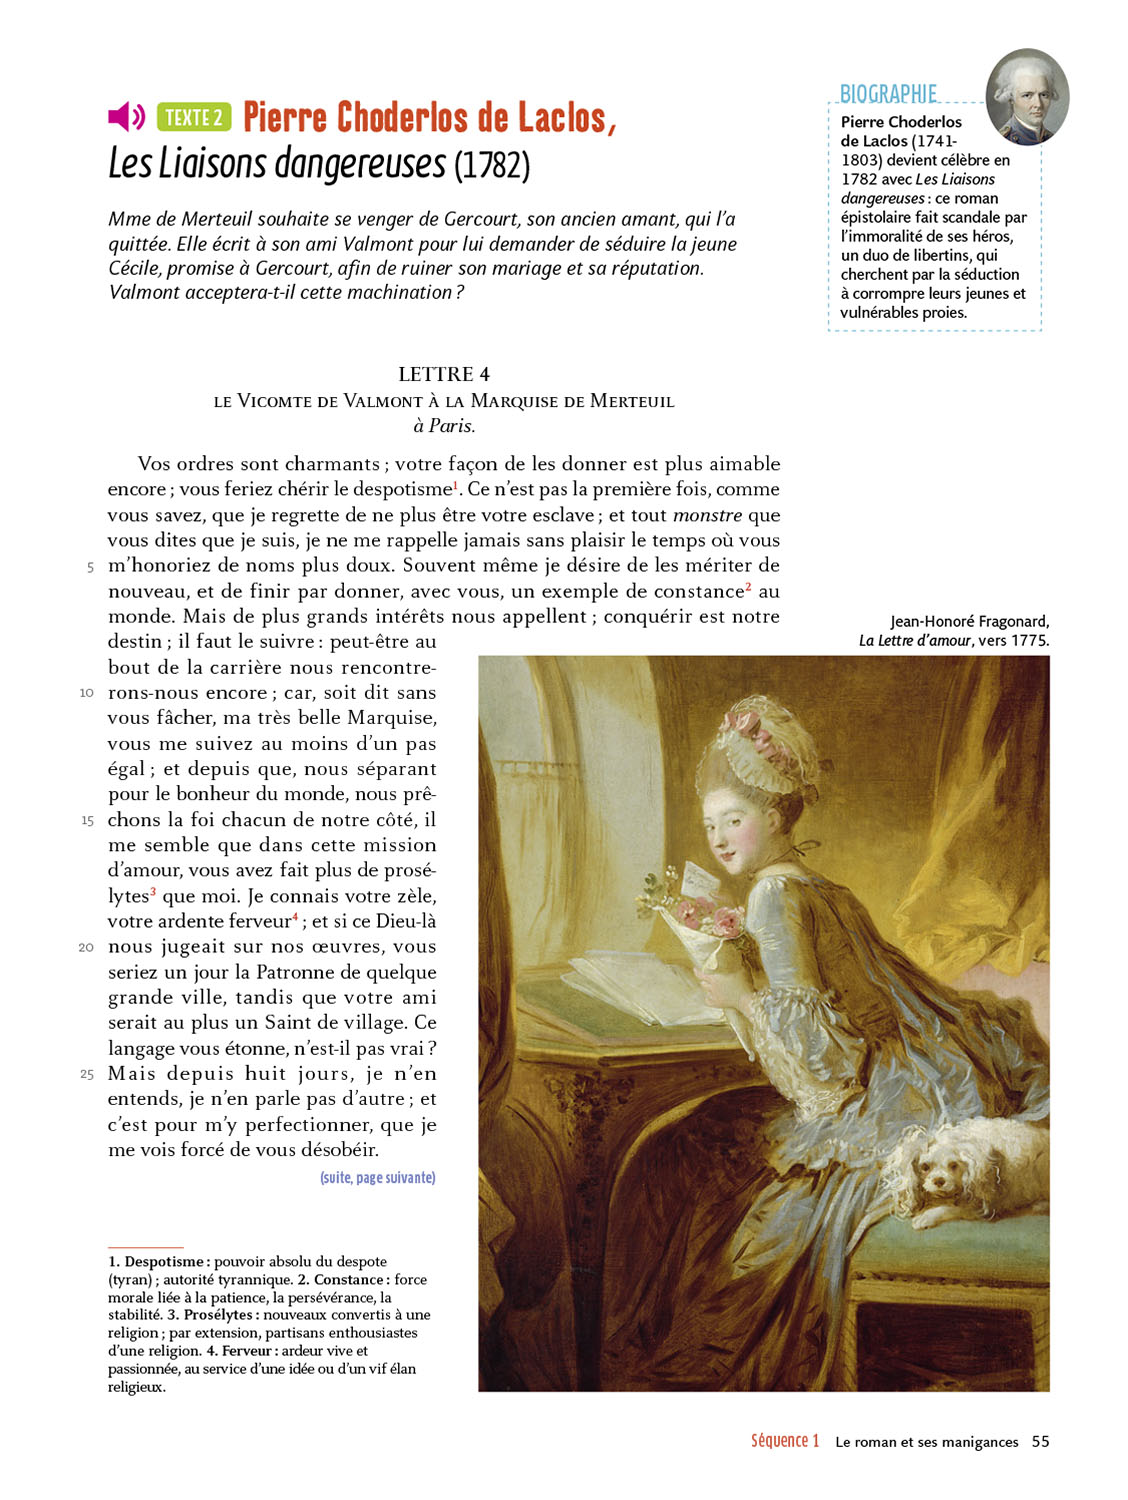 TEXTE 2 Pierre Choderlos de Laclos,
Les Liaisons dangereuses (1782)
Mme de Merteuil souhaite se venger de Gercourt, son ancien amant, qui l’a
quittée. Elle écrit à son ami Valmont pour lui demander de séduire la jeune
Cécile, promise à Gercourt, afin de ruiner son mariage et sa réputation.
Valmont acceptera-t-il cette machination ?
BIOGRAPHIE
Pierre Choderlos
de Laclos (1741-
1803) devient célèbre en
1782 avec Les Liaisons
dangereuses : ce roman
épistolaire fait scandale par
l’immoralité de ses héros,
un duo de libertins, qui
cherchent par la séduction
à corrompre leurs jeunes et
vulnérables proies.
LETTRE 4
LE VICOMTE DE VALMONT À LA MARQUISE DE MERTEUIL
à Paris.
Vos ordres sont charmants ; votre façon de les donner est plus aimable
encore ; vous feriez chérir le despotisme1. Ce n’est pas la première fois, comme
vous savez, que je regrette de ne plus être votre esclave ; et tout monstre que
vous dites que je suis, je ne me rappelle jamais sans plaisir le temps où vous
5 m’honoriez de noms plus doux. Souvent même je désire de les mériter de
nouveau, et de finir par donner, avec vous, un exemple de constance2 au
monde. Mais de plus grands intérêts nous appellent ; conquérir est notre
destin ; il faut le suivre : peut-être au
bout de la carrière nous rencontre-
10 rons-nous encore ; car, soit dit sans
vous fâcher, ma très belle Marquise,
vous me suivez au moins d’un pas
égal ; et depuis que, nous séparant
pour le bonheur du monde, nous prê-
15 chons la foi chacun de notre côté, il
me semble que dans cette mission
d’amour, vous avez fait plus de prosé-
lytes3 que moi. Je connais votre zèle,
votre ardente ferveur4 ; et si ce Dieu-là
20 nous jugeait sur nos œuvres, vous
seriez un jour la Patronne de quelque
grande ville, tandis que votre ami
serait au plus un Saint de village. Ce
langage vous étonne, n’est-il pas vrai ?
25 Mais depuis huit jours, je n’en
entends, je n’en parle pas d’autre ; et
c’est pour m’y perfectionner, que je
me vois forcé de vous désobéir.
(suite, page suivante)
Jean-Honoré Fragonard,
La Lettre d’amour, vers 1775.
1. Despotisme : pouvoir absolu du despote
(tyran) ; autorité tyrannique. 2. Constance : force
morale liée à la patience, la persévérance, la
stabilité. 3. Prosélytes : nouveaux convertis à une
religion ; par extension, partisans enthousiastes
d’une religion. 4. Ferveur : ardeur vive et
passionnée, au service d’une idée ou d’un vif élan
religieux.
Séquence 1 Le roman et ses manigances 55